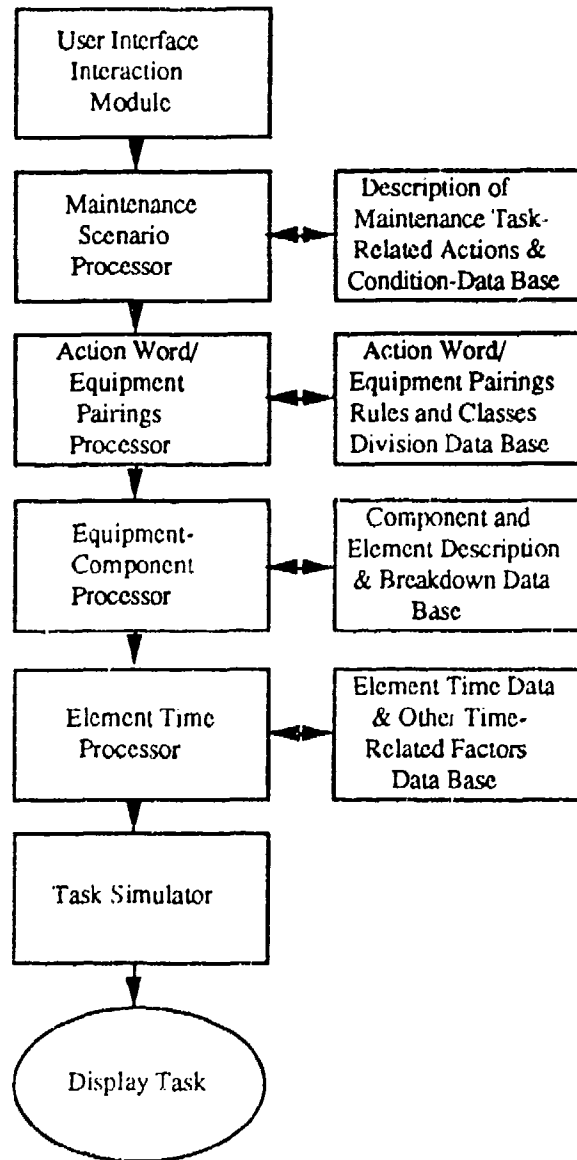 User Interface
Interaction
Module
Maintenance
Scenario
Processor
Description of
Maintenance Task-
Related Actions &
Condition-Data Base
Action Word/
Equipment
Pairings
Processor
Action Word/
Equipment Pairings
Rules and Classes
Division Data Base
Equipment-
Component
Processor
Component and
Element Description
& Breakdown Data
Base
Element Time
Processor
Element Time Data
& Other Time-
Related Factors
Data Base
Task Simulator
Display Task